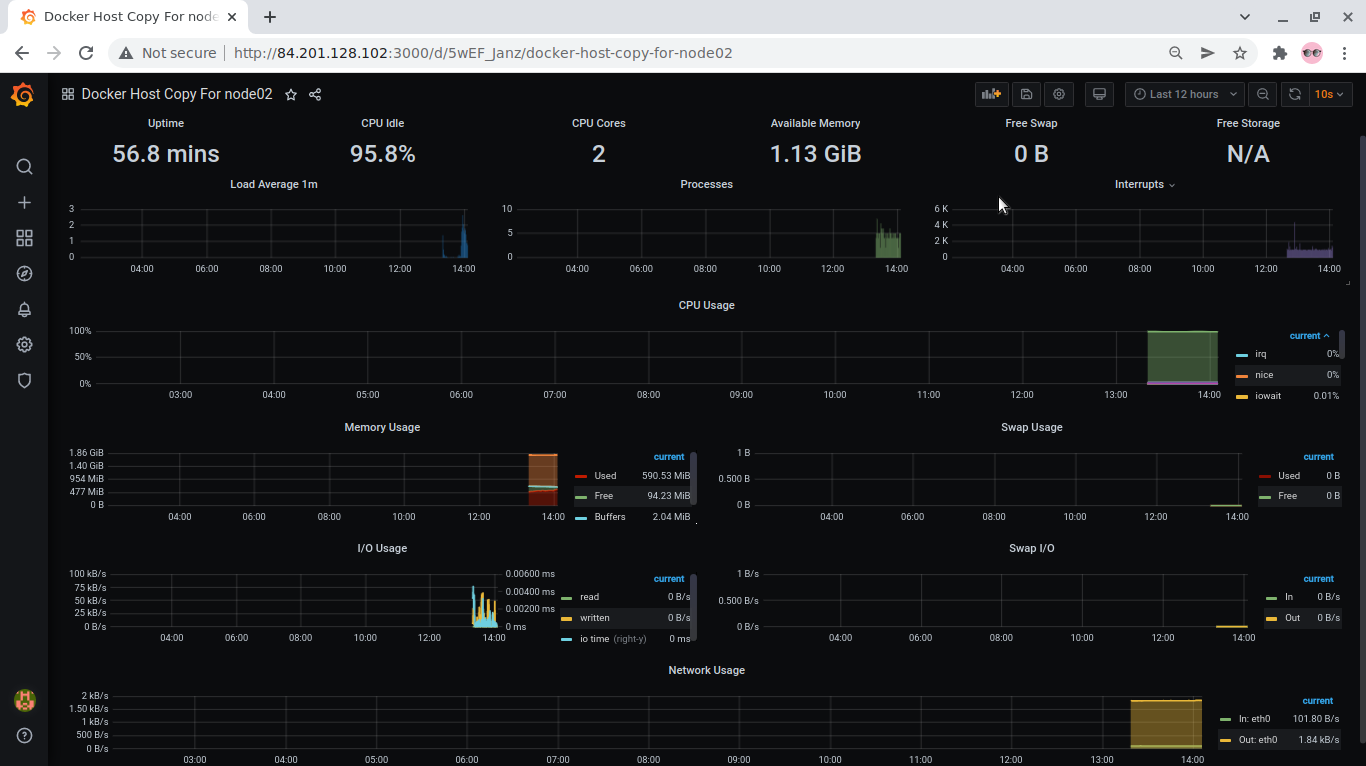 Docker Host Copy For node
Not secure http://84.201.128.102:3000/d/5wEF_Janz/docker-host-copy-for-node02
Docker Host Copy For node02
Last 12 hours
10s
Uptime
56.8 mins
CPU Idle
95.8%
CPU Cores
2
Available Memory
1.13 GiB
Free Swap
0 B
Free Storage
N/A
Load Average 1m
3
2
1
0
04:00 06:00 08:00 10:00 12:00 14:00
Processes
10
5
0
04:00 06:00 08:00 10:00 12:00 14:00
Interrupts
6 K
4 K
2 K
0
04:00 06:00 08:00 10:00 12:00 14:00
CPU Usage
100%
50%
0%
03:00 04:00 05:00 06:00 07:00 08:00 09:00 10:00 11:00 12:00 13:00 14:00
current
irq 0%
nice 0%
iowait 0.01%
Memory Usage
1.86 GiB
1.40 GiB
954 MiB
477 MiB
0 B
04:00 06:00 08:00 10:00 12:00 14:00
current
Used 590.53 MiB
Free 94.23 MiB
Buffers 2.04 MiB
Swap Usage
1 B
0.500 B
0 B
04:00 06:00 08:00 10:00 12:00 14:00
current
Used 0 B
Free 0 B
I/O Usage
100 kB/s
75 kB/s
50 kB/s
25 kB/s
0 B/s
0.00600 ms
0.00400 ms
0.00200 ms
0 ms
04:00 06:00 08:00 10:00 12:00 14:00
current
read 0 B/s
written 0 B/s
io time (right-y) 0 ms
Swap I/O
1 B/s
0.500 B/s
0 B/s
04:00 06:00 08:00 10:00 12:00 14:00
current
In 0 B/s
Out 0 B/s
Network Usage
2 kB/s
1.50 kB/s
1 kB/s
500 B/s
0 B/s
03:00 04:00 05:00 06:00 07:00 08:00 09:00 10:00 11:00 12:00 13:00 14:00
current
In: eth0 101.80 B/s
Out: eth0 1.84 kB/s